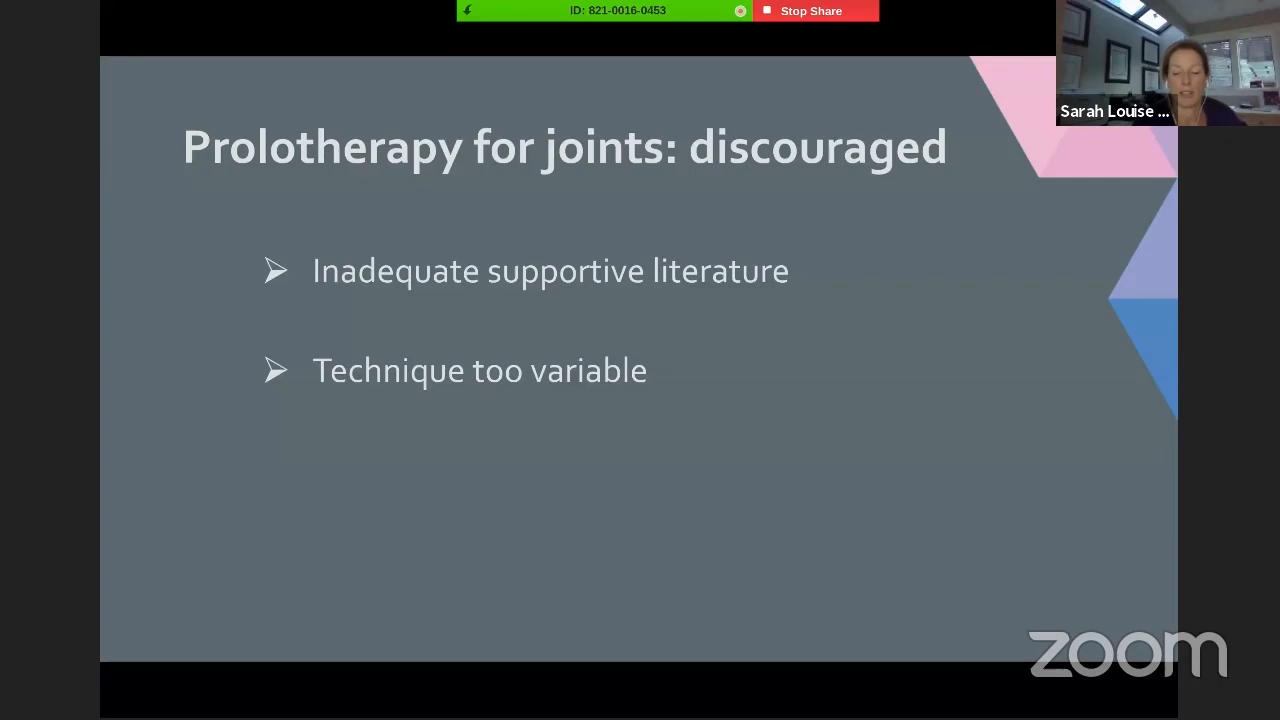 ID: 821-0016-0453
Stop Share
Sarah Louise ...
Prolotherapy for joints: discouraged
➢ Inadequate supportive literature
➢ Technique too variable
zoom